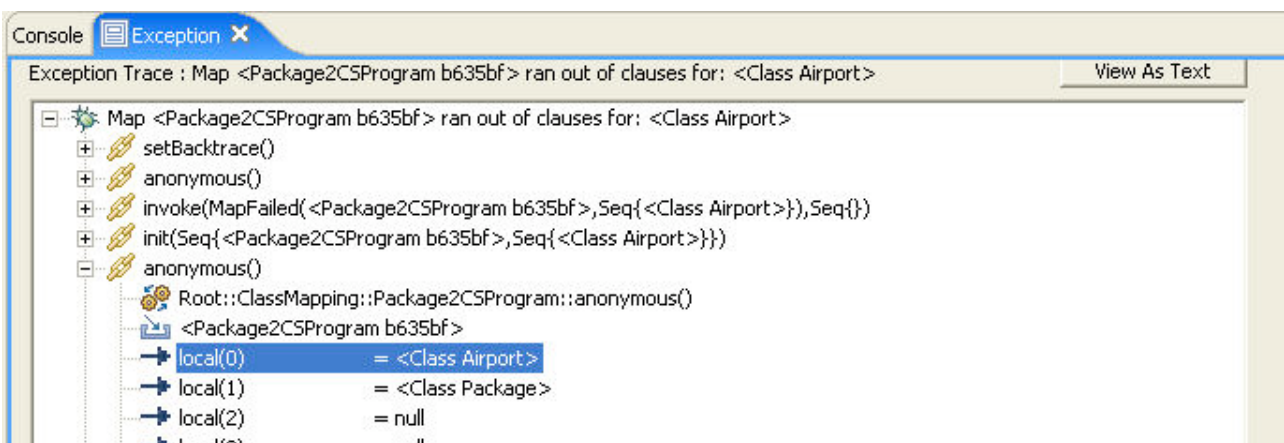 Console Exception
Exception Trace : Map <Package2CSProgram b635bf> ran out of clauses for: <Class Airport> View As Text
Map <Package2CSProgram b635bf> ran out of clauses for: <Class Airport>
setBacktrace()
anonymous()
invoke(MapFailed(<Package2CSProgram b635bf>,Seq{<Class Airport>}),Seq{})
init(Seq{<Package2CSProgram b635bf>,Seq{<Class Airport>}})
anonymous()
Root::ClassMapping::Package2CSProgram::anonymous()
<Package2CSProgram b635bf>
local(0) = <Class Airport>
local(1) = <Class Package>
local(2) = null